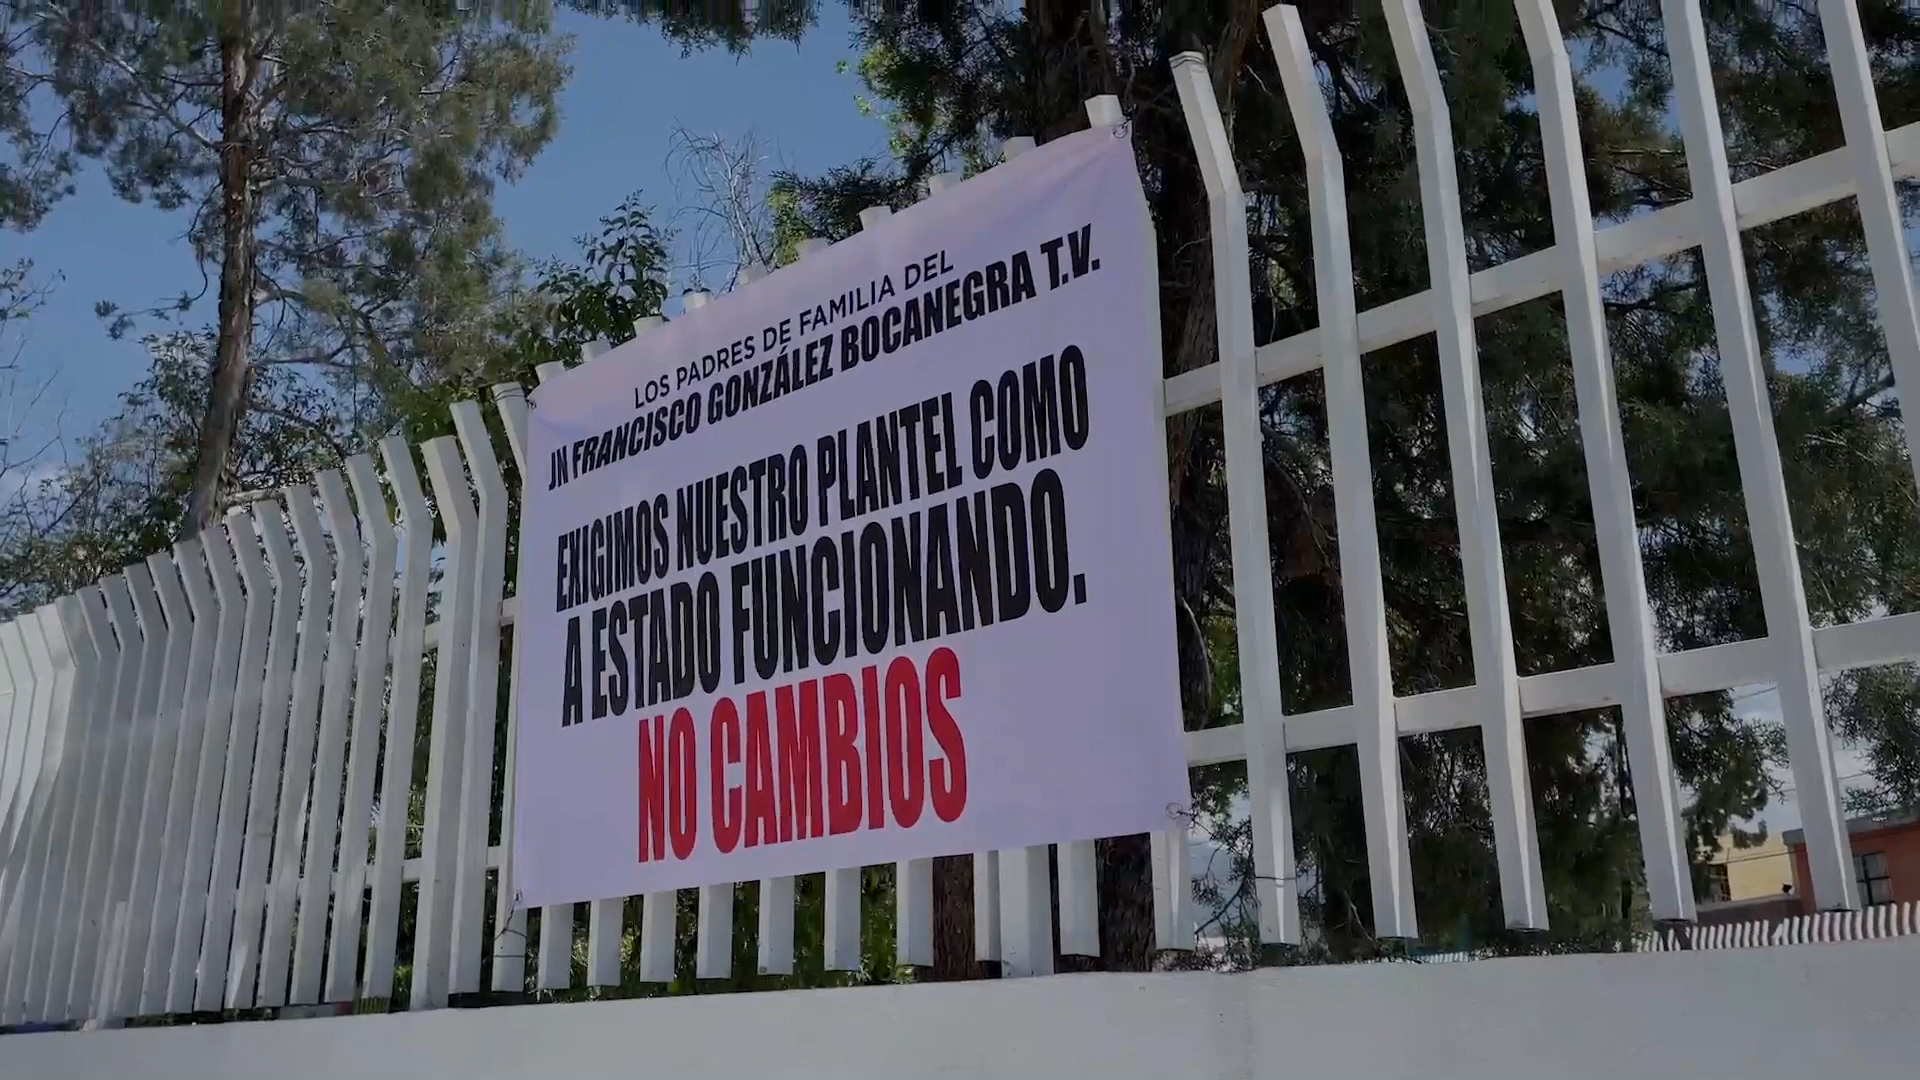 LOS PADRES DE FAMILIA DEL
JN FRANCISCO GONZÁLEZ BOCANEGRA T.V.
EXIGIMOS NUESTRO PLANTEL COMO
A ESTADO FUNCIONANDO.
NO CAMBIOS